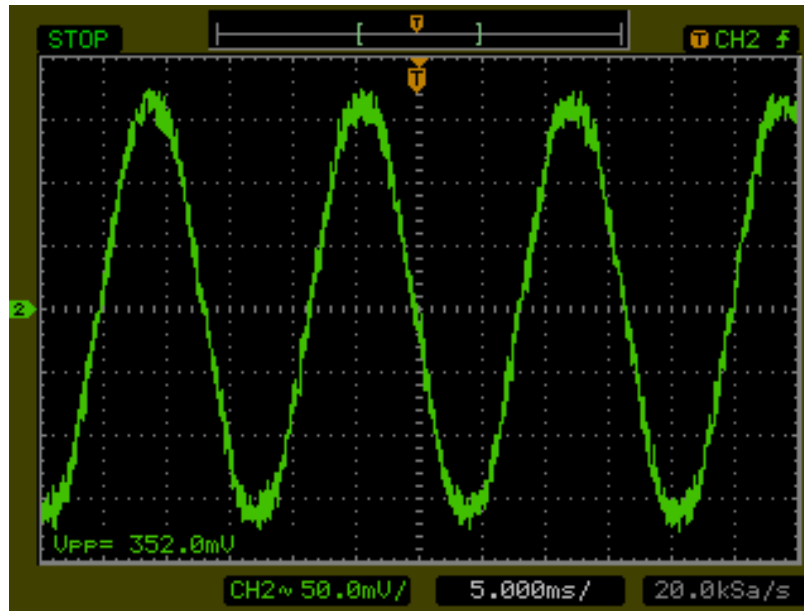 STOP
T
T CH2
T
2
VPP= 352.0mV
CH2~ 50.0mV/ 5.000ms/ 20.0kSa/s